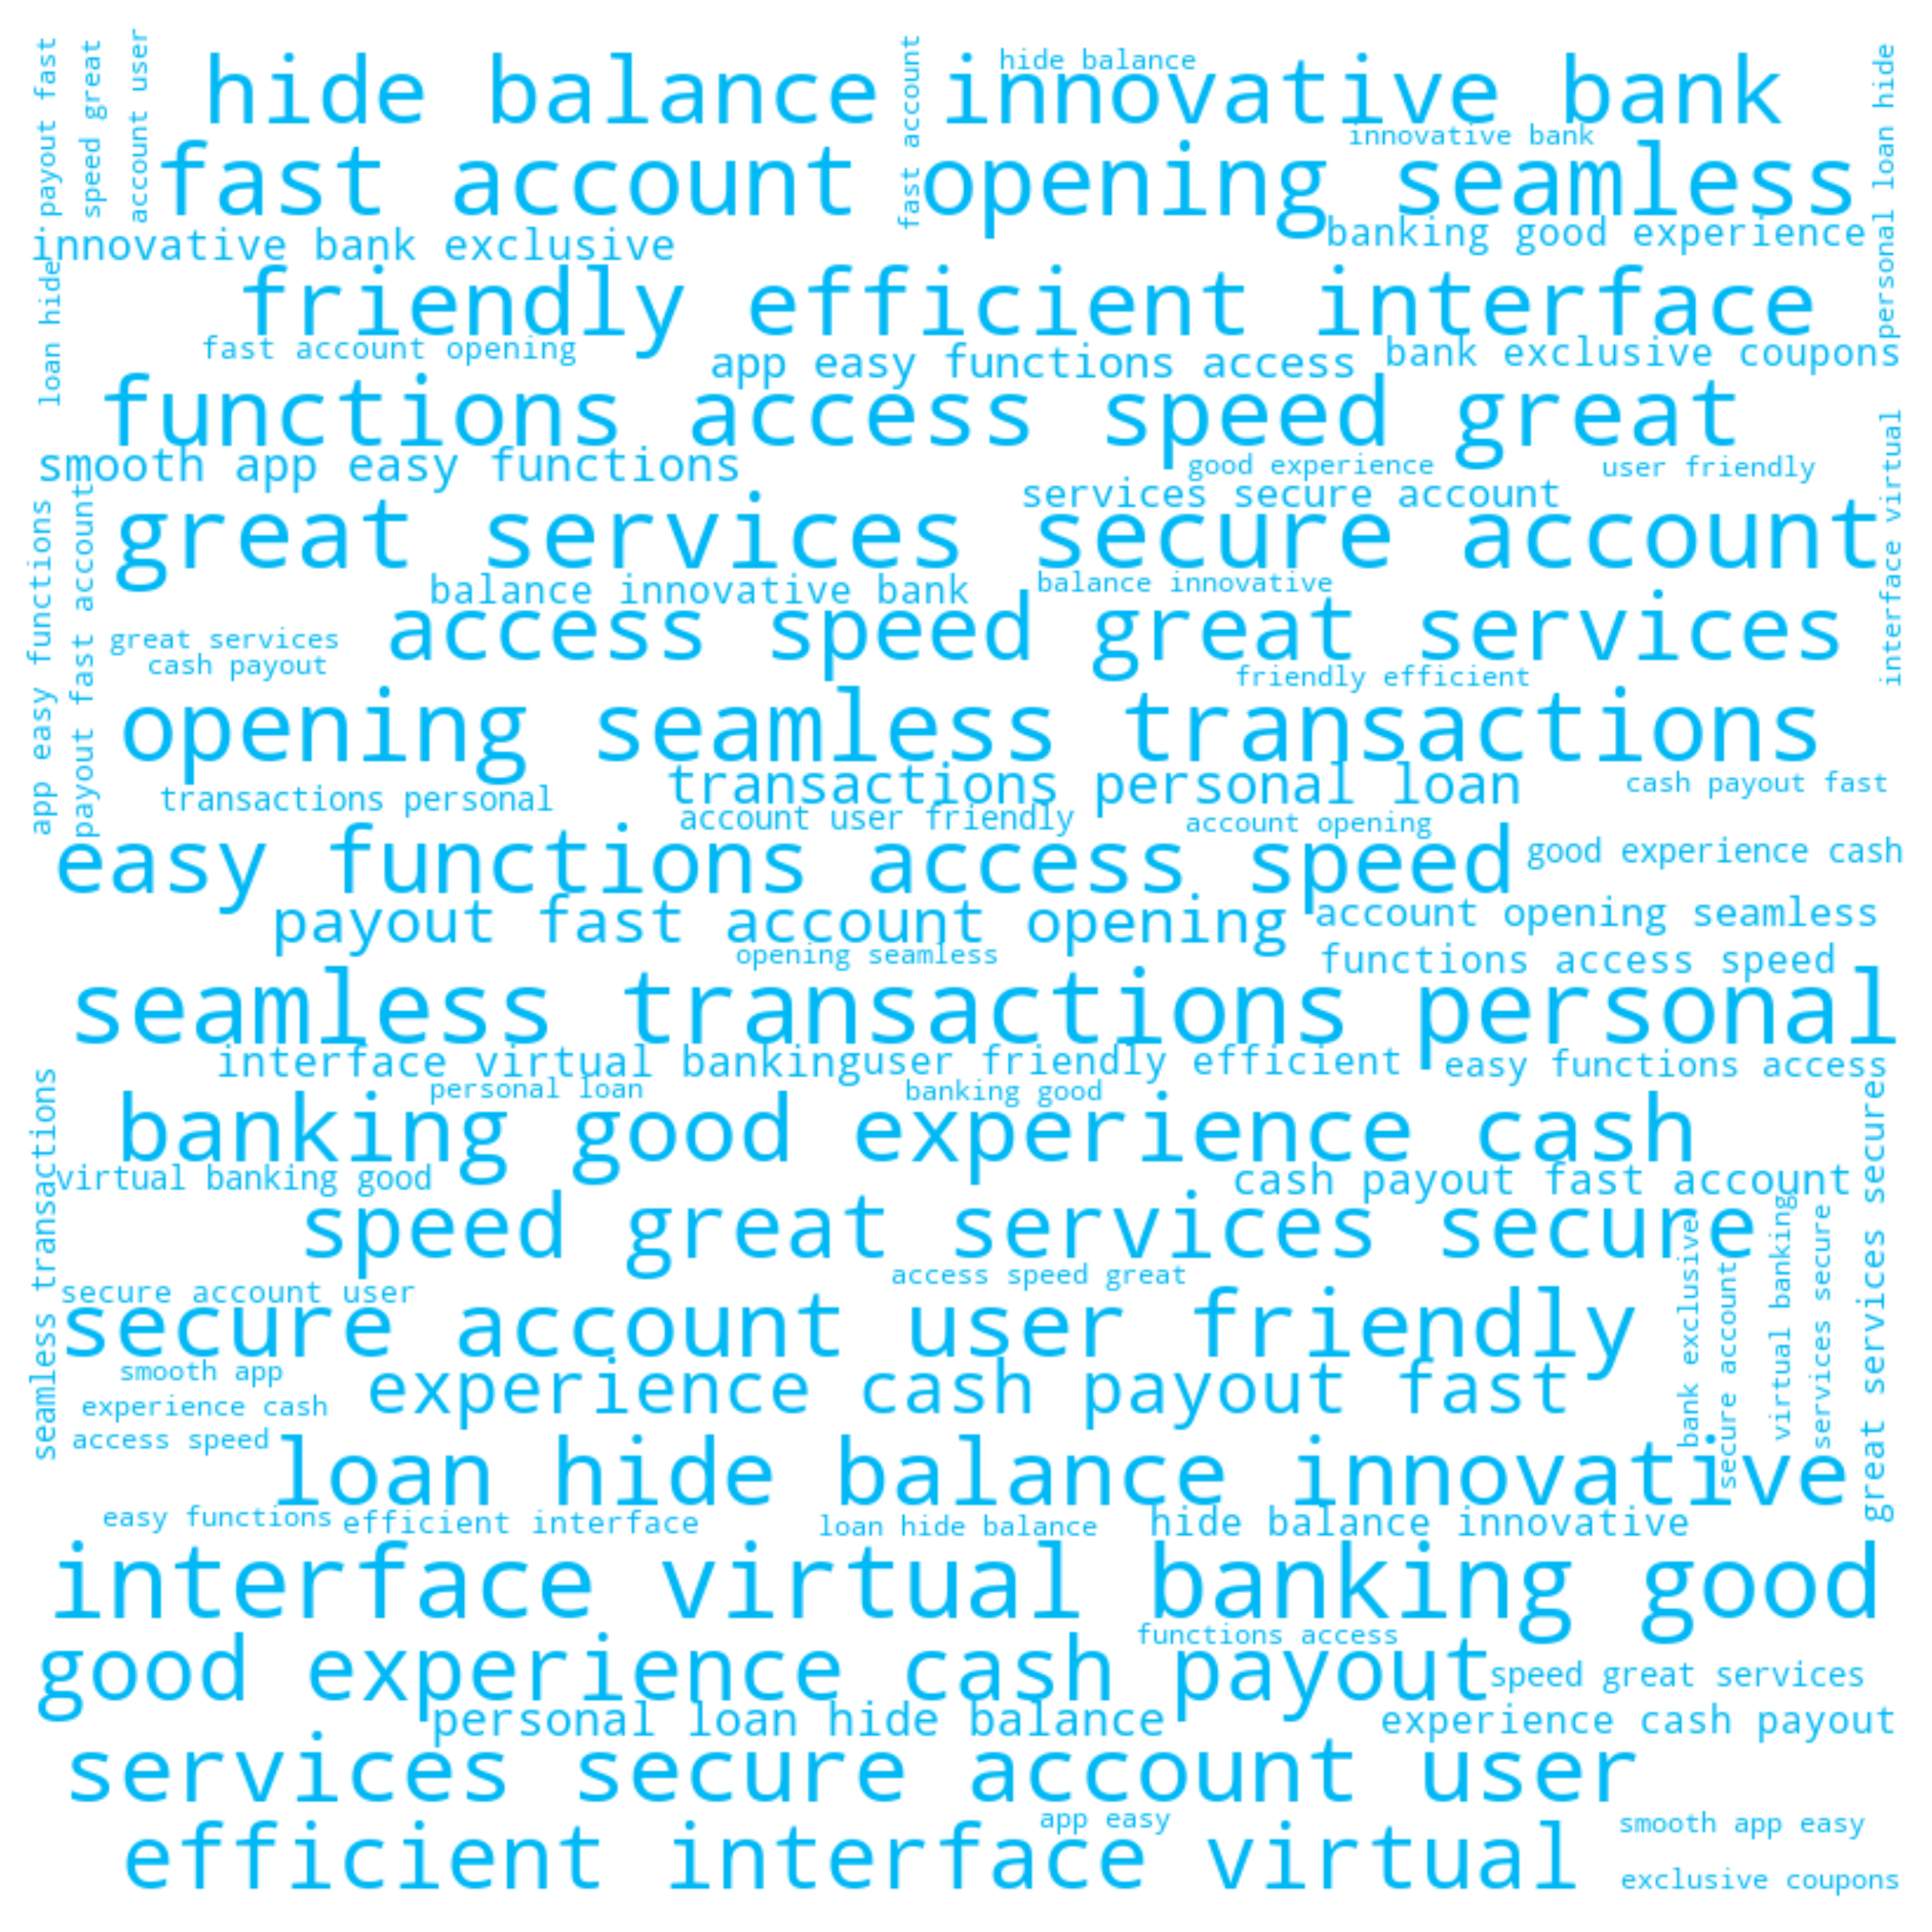 payout fast
speed great
account user
hide balance
fast account
hide balance
innovative bank
personal loan hide
innovative bank
fast account
opening seamless
innovative bank exclusive
banking good experience
loan hide
friendly efficient interface
fast account opening
app easy functions access
bank exclusive coupons
functions access speed great
interface virtual
smooth app easy functions
good experience
user friendly
services secure account
app easy functions
payout fast account
great services secure account
balance innovative bank
balance innovative
access speed great services
great services
cash payout
friendly efficient
opening seamless transactions
transactions personal loan
transactions personal
cash payout fast
account user friendly
account opening
easy functions access speed
good experience cash
payout fast account opening
account opening seamless
opening seamless
functions access speed
seamless transactions personal
interface virtual banking
user friendly efficient
easy functions access
seamless transactions
personal loan
banking good
great services secure
banking good experience cash
virtual banking good
cash payout fast account
speed great services secure
bank exclusive
secure account
virtual banking
services secure
access speed great
secure account user
secure account user friendly
smooth app
experience cash payout fast
experience cash
access speed
loan hide balance innovative
easy functions
efficient interface
loan hide balance
hide balance innovative
interface virtual banking good
functions access
good experience cash payout
speed great services
personal loan hide balance
experience cash payout
services secure account user
app easy
smooth app easy
efficient interface virtual
exclusive coupons